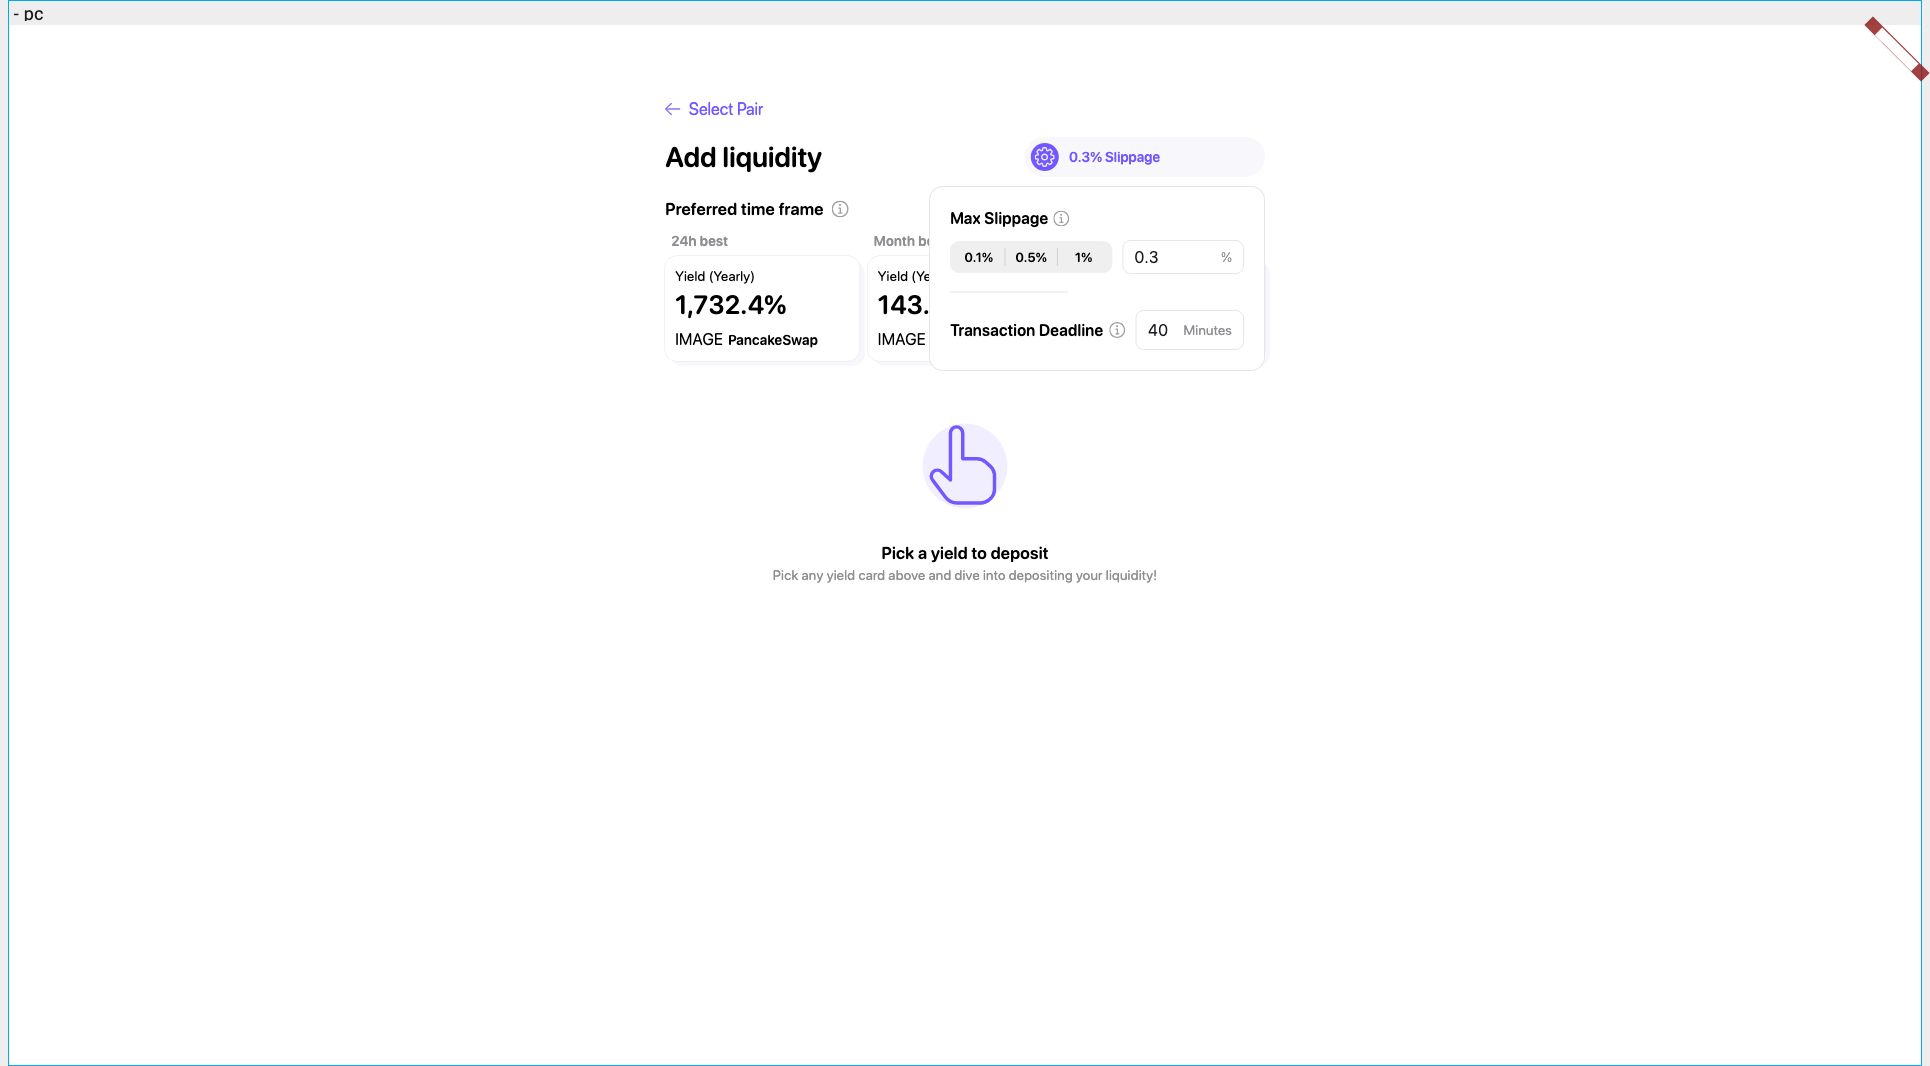 - pc
Select Pair
Add liquidity
0.3% Slippage
Preferred time frame
24h best
Month be
Yield (Yearly)
1,732.4%
IMAGE PancakeSwap
Yield (Ye
143.
IMAGE
Max Slippage
0.1% 0.5% 1%
0.3 %
Transaction Deadline
40 Minutes
Pick a yield to deposit
Pick any yield card above and dive into depositing your liquidity!